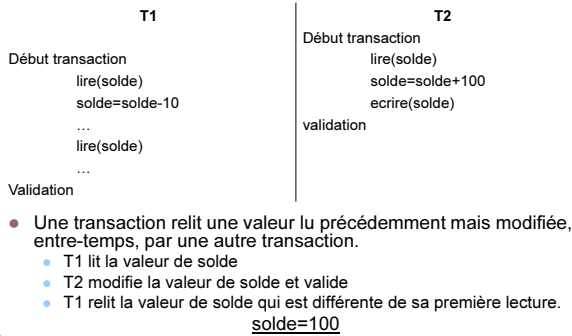 T1
Début transaction
lire(solde)
solde=solde-10
…
lire(solde)
…
Validation
T2
Début transaction
lire(solde)
solde=solde+100
ecrire(solde)
validation
Une transaction relit une valeur lu précédemment mais modifiée,
entre-temps, par une autre transaction.
T1 lit la valeur de solde
T2 modifie la valeur de solde et valide
T1 relit la valeur de solde qui est différente de sa première lecture.
solde=100